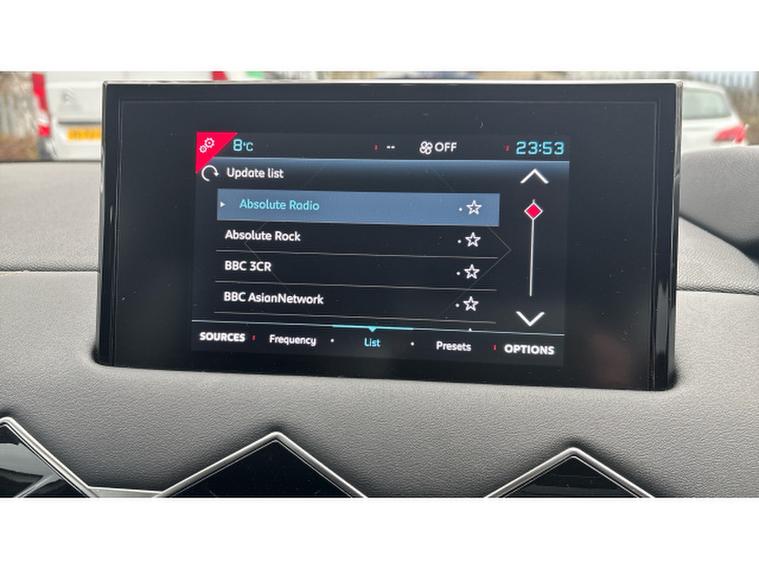 8°C -- OFF 23:53
Update list
Absolute Radio
Absolute Rock
BBC 3CR
BBC AsianNetwork
SOURCES Frequency List Presets OPTIONS